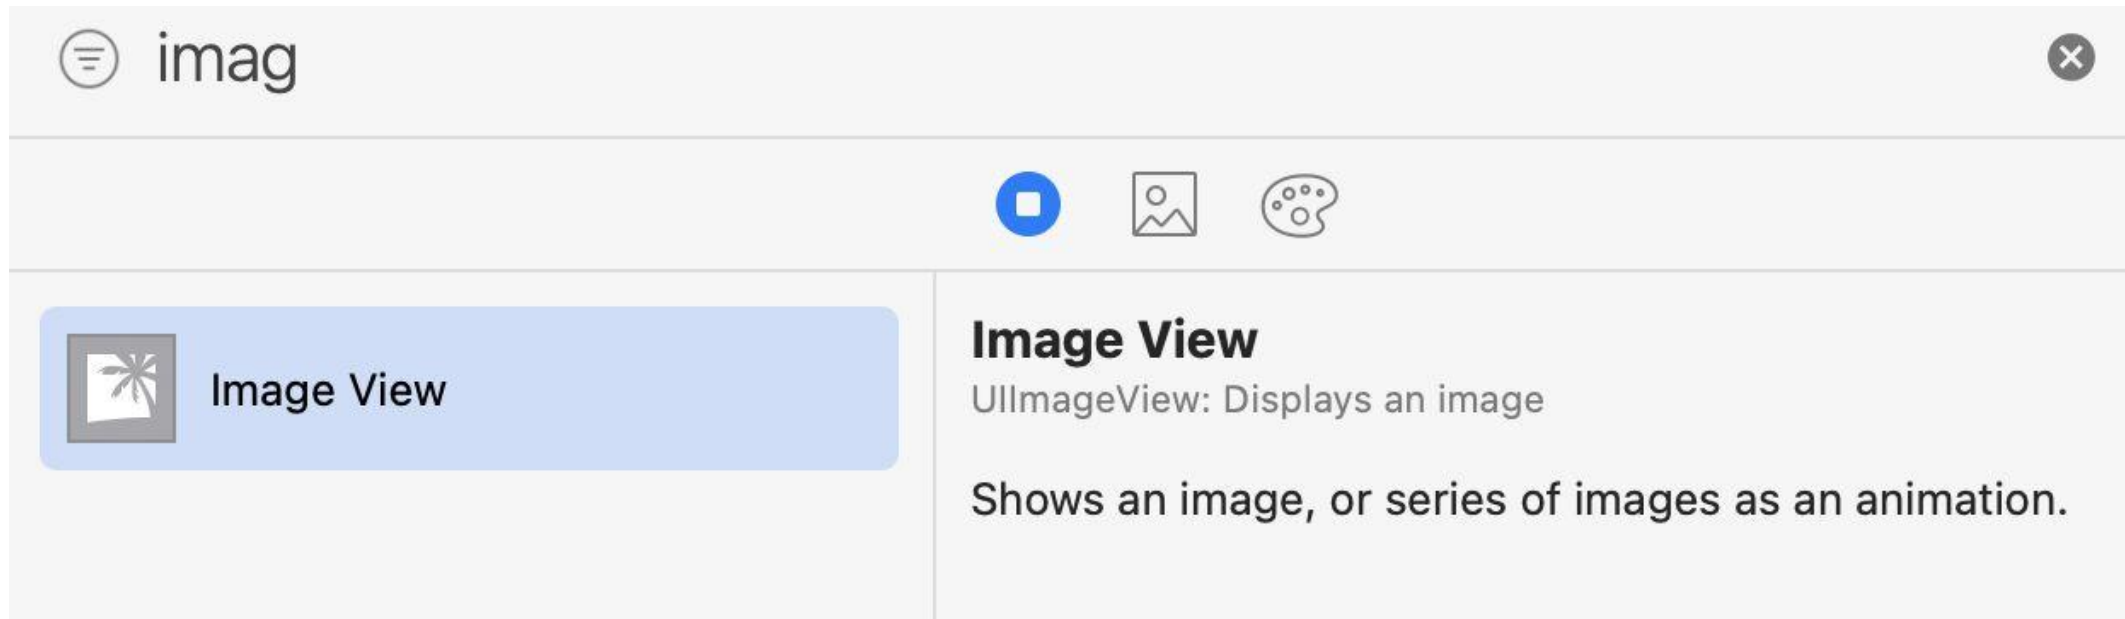 imag
Image View
Image View
UIImageView: Displays an image
Shows an image, or series of images as an animation.